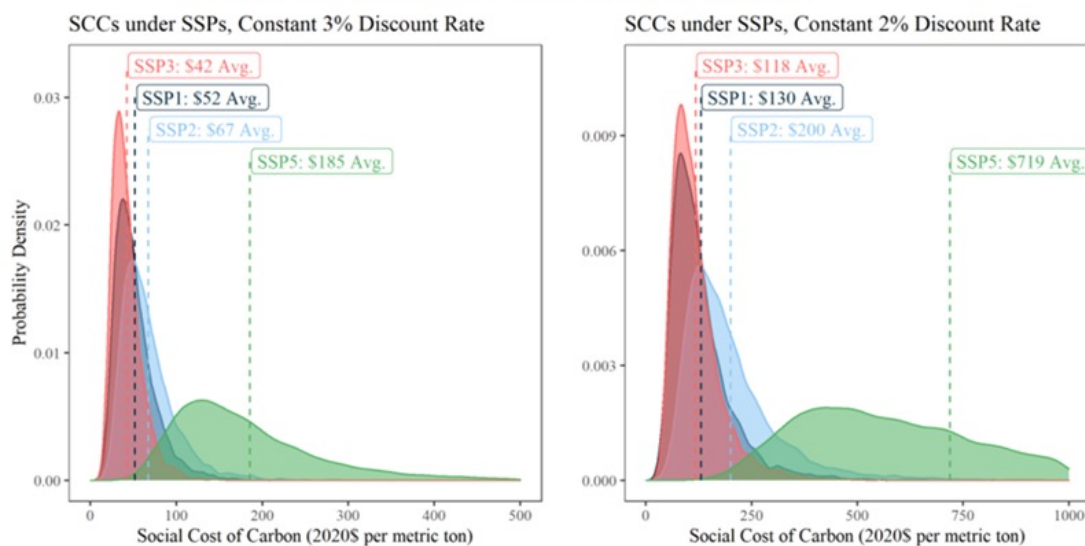 SCCs under SSPs, Constant 3% Discount Rate
SSP3: $42 Avg.
SSP1: $52 Avg.
SSP2: $67 Avg.
SSP5: $185 Avg.
0.03
0.02
0.01
0.00
Probability Density
0
100
200
300
400
500
Social Cost of Carbon (2020$ per metric ton)
SCCs under SSPs, Constant 2% Discount Rate
SSP3: $118 Avg.
SSP1: $130 Avg.
SSP2: $200 Avg.
SSP5: $719 Avg.
0.009
0.006
0.003
0.000
0
250
500
750
1000
Social Cost of Carbon (2020$ per metric ton)